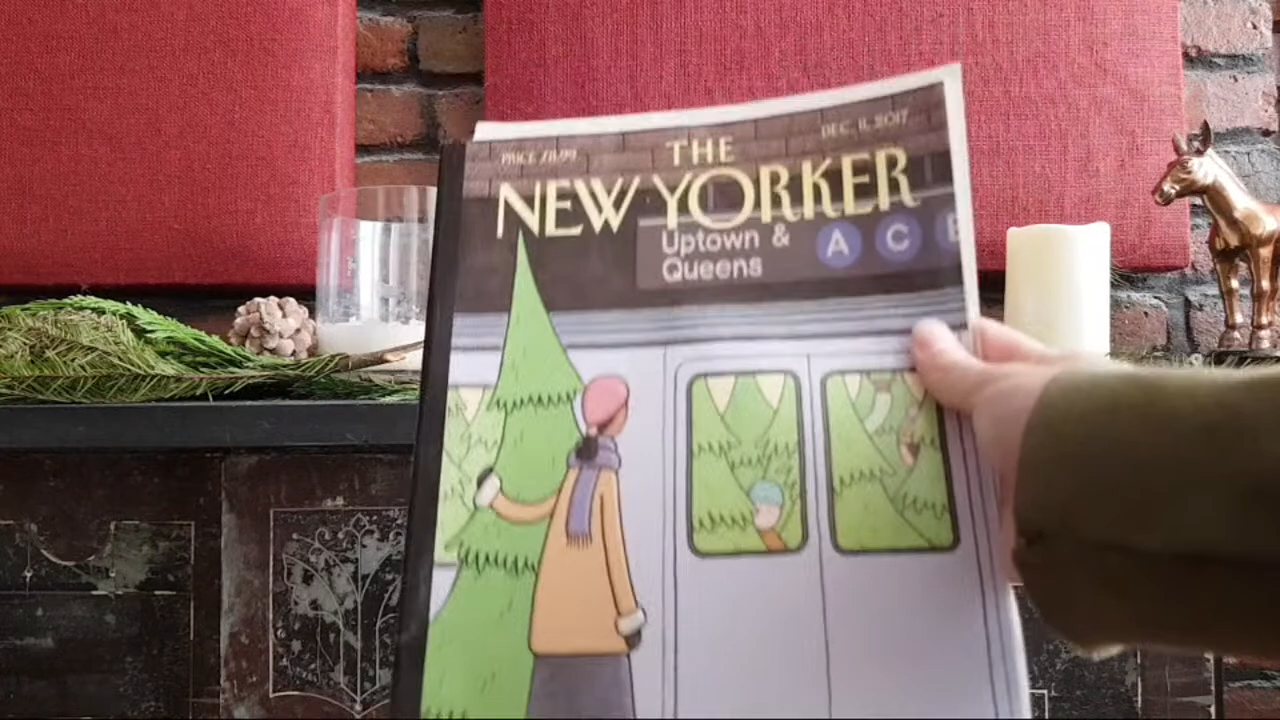 PRICE $8.99
DEC. 11, 2017
THE
NEW YORKER
Uptown &
Queens
A C E